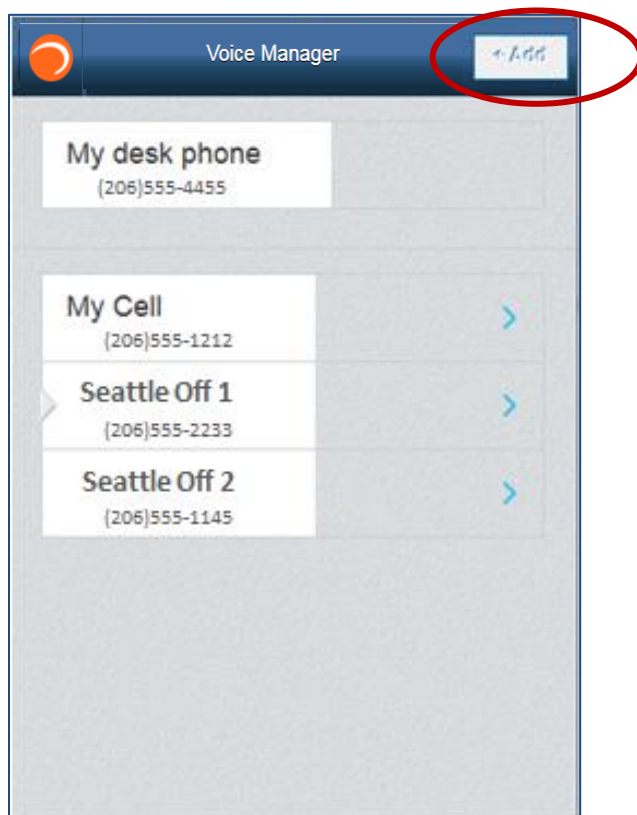 Voice Manager
My desk phone
(206)555-4455
My Cell
(206)555-1212
Seattle Off 1
(206)555-2233
Seattle Off 2
(206)555-1145